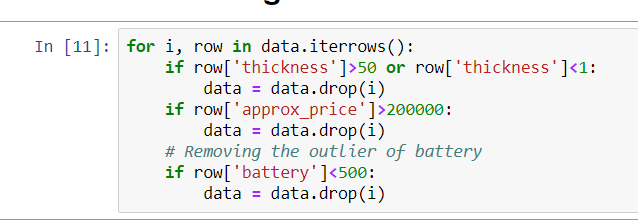 In [11]: for i, row in data.iterrows():
    if row['thickness']>50 or row['thickness']<1:
        data = data.drop(i)
    if row['approx_price']>200000:
        data = data.drop(i)
    # Removing the outlier of battery
    if row['battery']<500:
        data = data.drop(i)